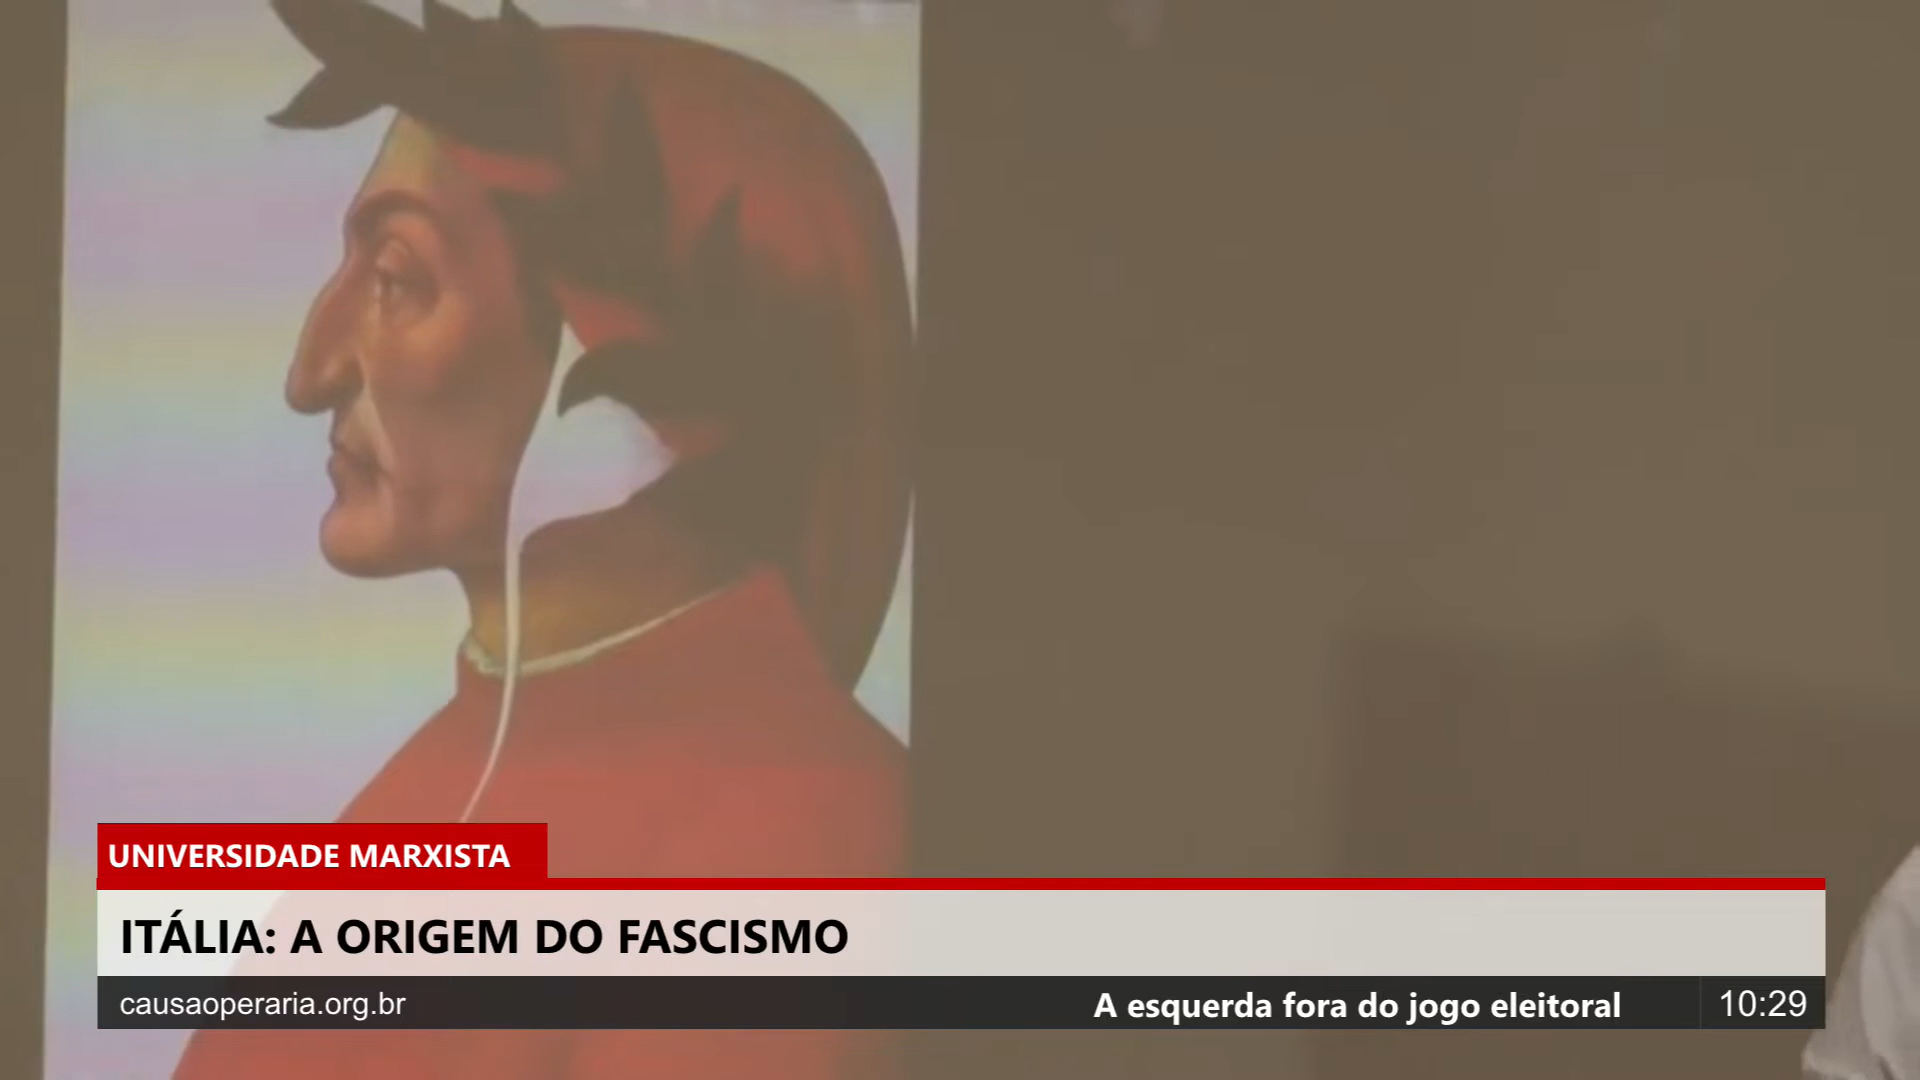 UNIVERSIDADE MARXISTA
ITÁLIA: A ORIGEM DO FASCISMO
causaoperaria.org.br
A esquerda fora do jogo eleitoral
10:29